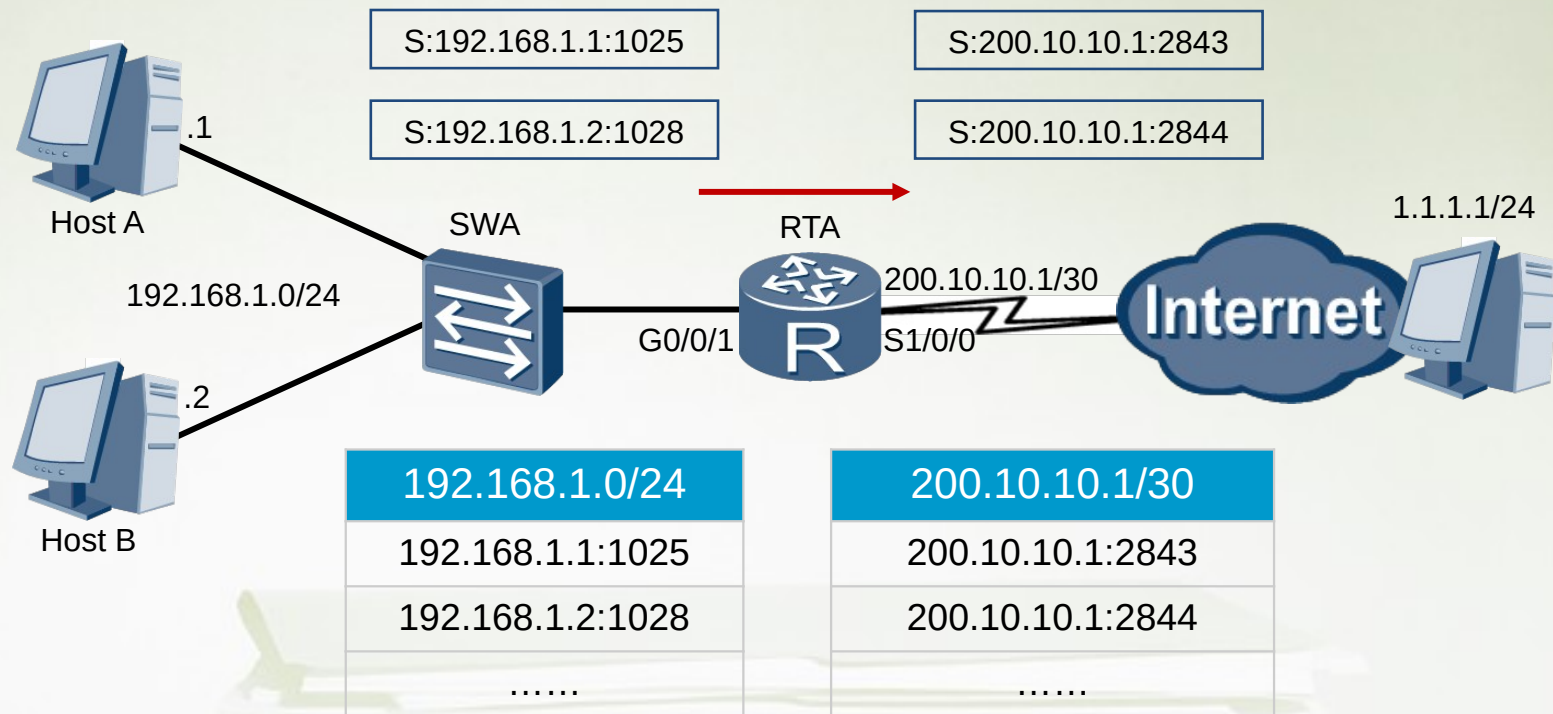 S:192.168.1.1:1025
S:200.10.10.1:2843
S:192.168.1.2:1028
S:200.10.10.1:2844
.1
Host A
SWA
RTA
1.1.1.1/24
192.168.1.0/24
200.10.10.1/30
Internet
G0/0/1
R
S1/0/0
.2
Host B
192.168.1.0/24 200.10.10.1/30
192.168.1.1:1025 200.10.10.1:2843
192.168.1.2:1028 200.10.10.1:2844
…… ……